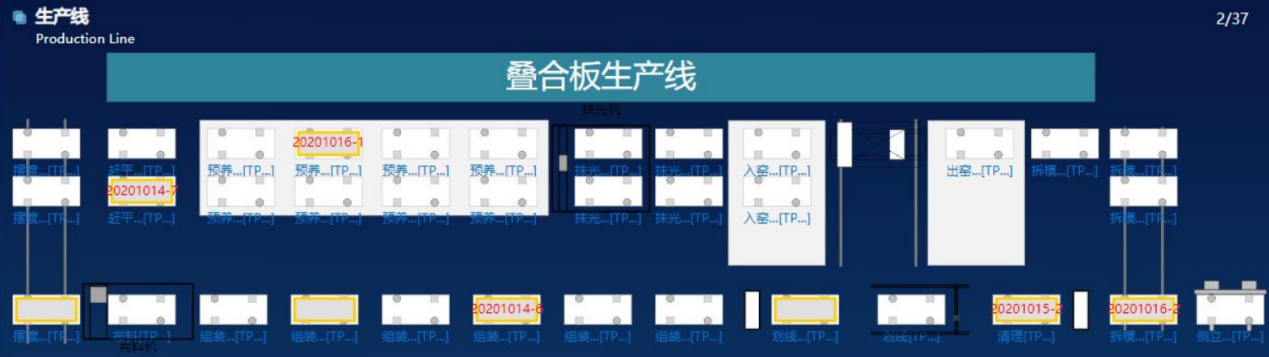 生产线
2/37
Production Line
叠合板生产线
抹光机
20201016-1
摆度...[TP...] 赶平...[TP...] 预养...[TP...] 预养...[TP...] 预养...[TP...] 预养...[TP...] 抹光...[TP...] 抹光...[TP...] 入窑...[TP...] 出窑...[TP...] 拆模...[TP...] 拆模...[TP...]
20201014-7
摆度...[TP...] 赶平...[TP...] 预养...[TP...] 预养...[TP...] 预养...[TP...] 预养...[TP...] 抹光...[TP...] 抹光...[TP...] 入窑...[TP...] 拆模...[TP...]
20201014-6 20201015-2 20201016-2
摆度...[TP...] 布料[TP...] 组装...[TP...] 组装...[TP...] 组装...[TP...] 组装...[TP...] 组装...[TP...] 组装...[TP...] 划线...[TP...] 划线[TP...] 清理[TP...] 拆模...[TP...] 侧立...[TP...]
布料机